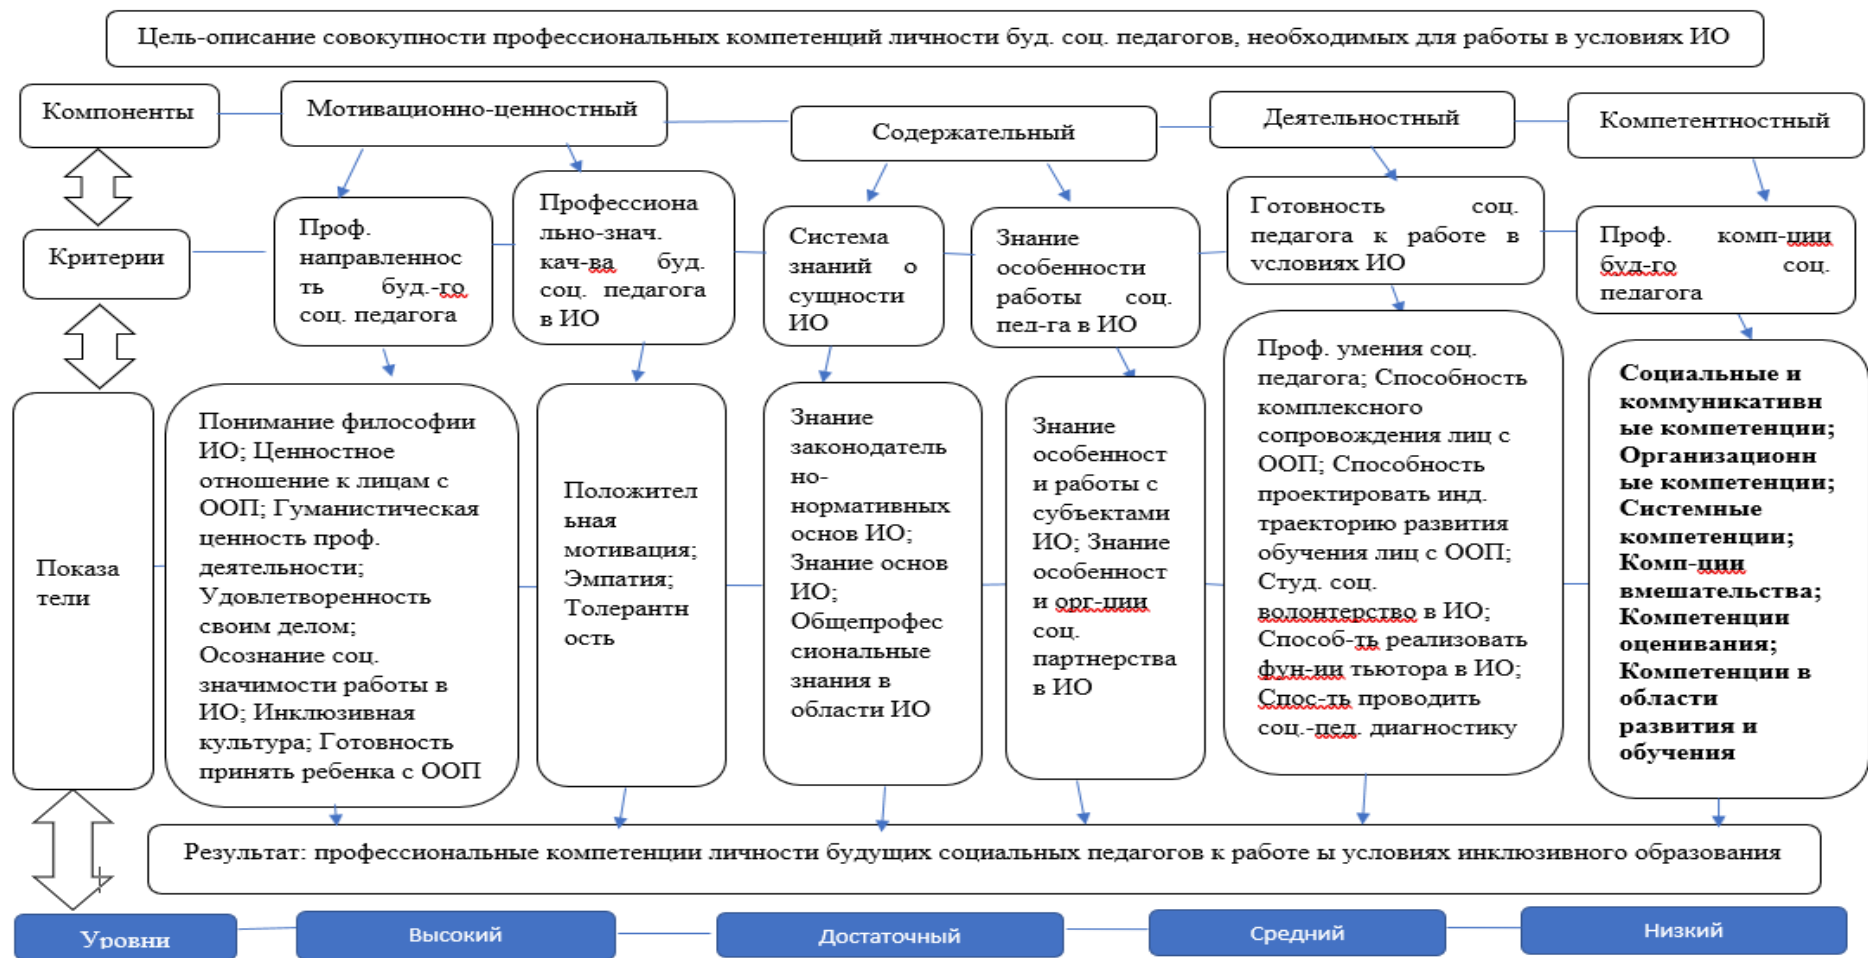 Цель-описание совокупности профессиональных компетенций личности буд. соц. педагогов, необходимых для работы в условиях ИО
Компоненты
Мотивационно-ценностный
Содержательный
Деятельностный
Компетентностный
Критерии
Проф.
направленнос
ть буд.-го
соц. педагога
Профессиона
льно-знач.
кач-ва буд.
соц. педагога
в ИО
Система
знаний о
сущности
ИО
Знание
особенности
работы соц.
пед-га в ИО
Готовность соц.
педагога к работе в
условиях ИО
Проф. комп-ции
буд-го соц.
педагога
Показа
тели
Понимание философии
ИО; Ценностное
отношение к лицам с
ООП; Гуманистическая
ценность проф.
деятельности;
Удовлетворенность
своим делом;
Осознание соц.
значимости работы в
ИО; Инклюзивная
культура; Готовность
принять ребенка с ООП
Положител
ьная
мотивация;
Эмпатия;
Толерантн
ость
Знание
законодатель
но-
нормативных
основ ИО;
Знание основ
ИО;
Общепрофес
сиональные
знания в
области ИО
Знание
особенност
и работы с
субъектами
ИО; Знание
особенност
и орг-ции
соц.
партнерства
в ИО
Проф. умения соц.
педагога; Способность
комплексного
сопровождения лиц с
ООП; Способность
проектировать инд.
траекторию развития
обучения лиц с ООП;
Студ. соц.
волонтерство в ИО;
Способ-ть реализовать
фун-ии тьютора в ИО;
Спос-ть проводить
соц.-пед. диагностику
Социальные и
коммуникативн
ые компетенции;
Организационн
ые компетенции;
Системные
компетенции;
Комп-ции
вмешательства;
Компетенции
оценивания;
Компетенции в
области
развития и
обучения
Результат: профессиональные компетенции личности будущих социальных педагогов к работе ы условиях инклюзивного образования
Уровни
Высокий
Достаточный
Средний
Низкий